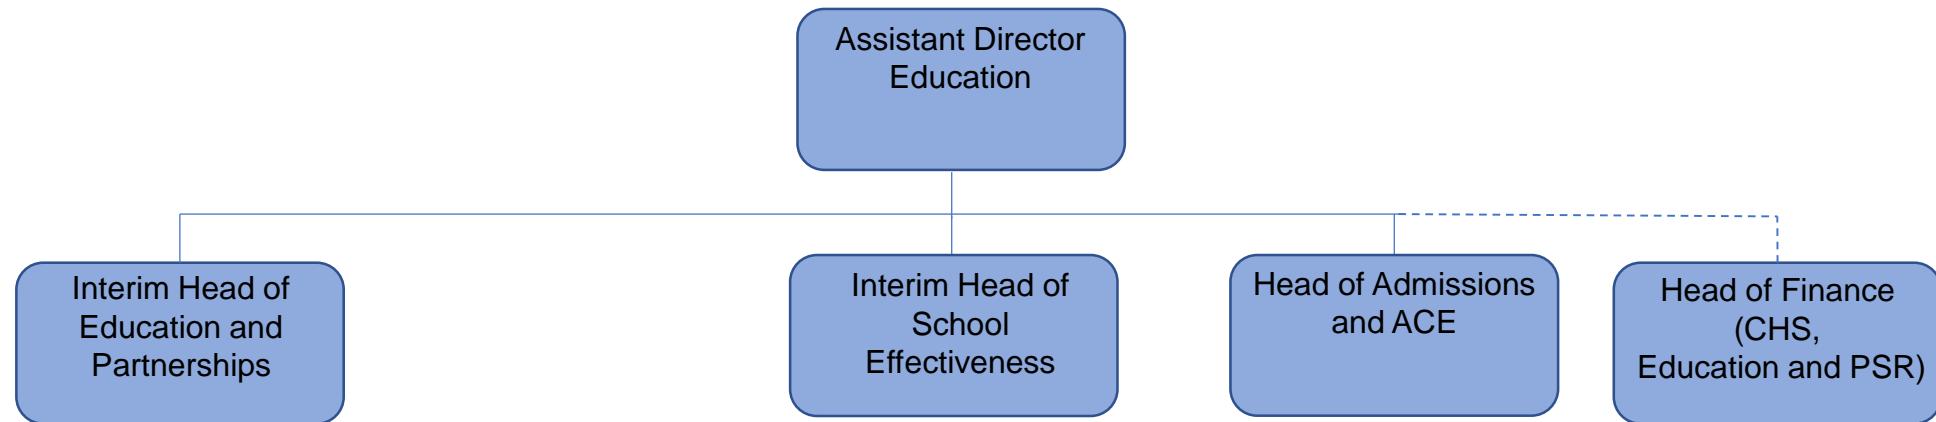 Assistant Director
Education
Interim Head of
Education and
Partnerships
Interim Head of
School
Effectiveness
Head of Admissions
and ACE
Head of Finance
(CHS,
Education and PSR)